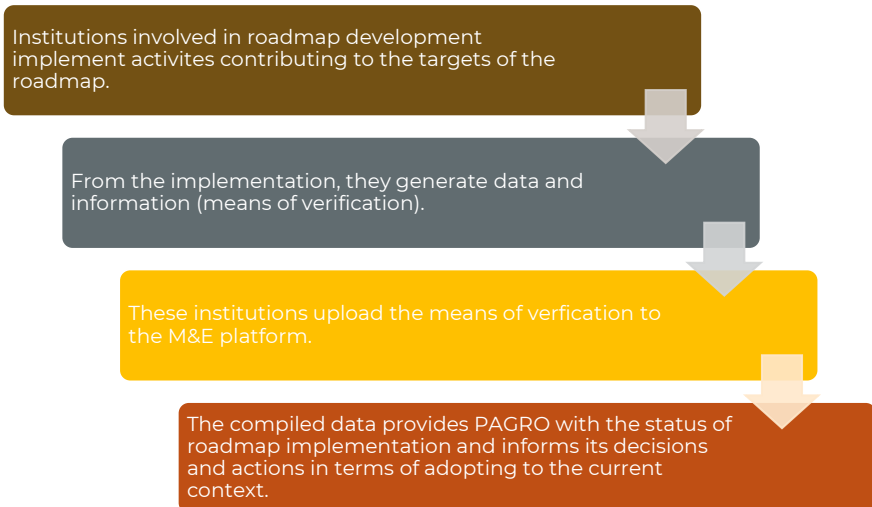 Institutions involved in roadmap development
implement activites contributing to the targets of the
roadmap.
From the implementation, they generate data and
information (means of verification).
These institutions upload the means of verfication to
the M&E platform.
The compiled data provides PAGRO with the status of
roadmap implementation and informs its decisions
and actions in terms of adopting to the current
context.